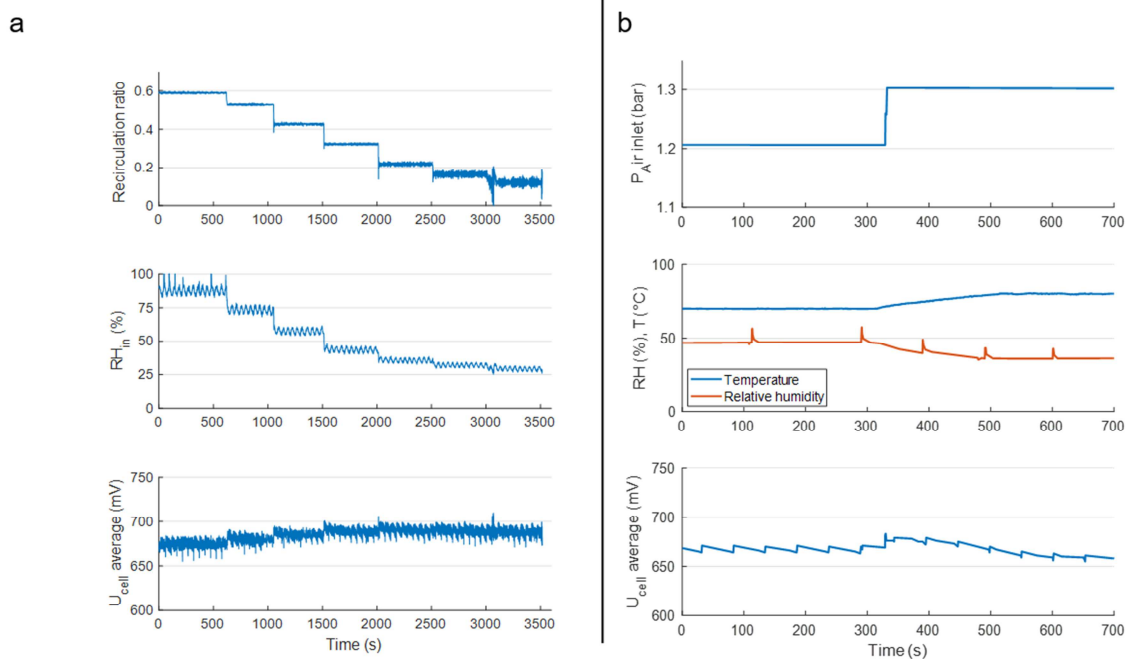 a
Recirculation ratio
0.6
0.4
0.2
0
0 500 1000 1500 2000 2500 3000 3500
RH_in (%)
100
75
50
25
0
0 500 1000 1500 2000 2500 3000 3500
U_cell average (mV)
750
700
650
600
0 500 1000 1500 2000 2500 3000 3500
Time (s)
b
P_Air inlet (bar)
1.3
1.2
1.1
0 100 200 300 400 500 600 700
RH (%), T (°C)
100
50
0
Temperature
Relative humidity
0 100 200 300 400 500 600 700
U_cell average (mV)
750
700
650
600
0 100 200 300 400 500 600 700
Time (s)